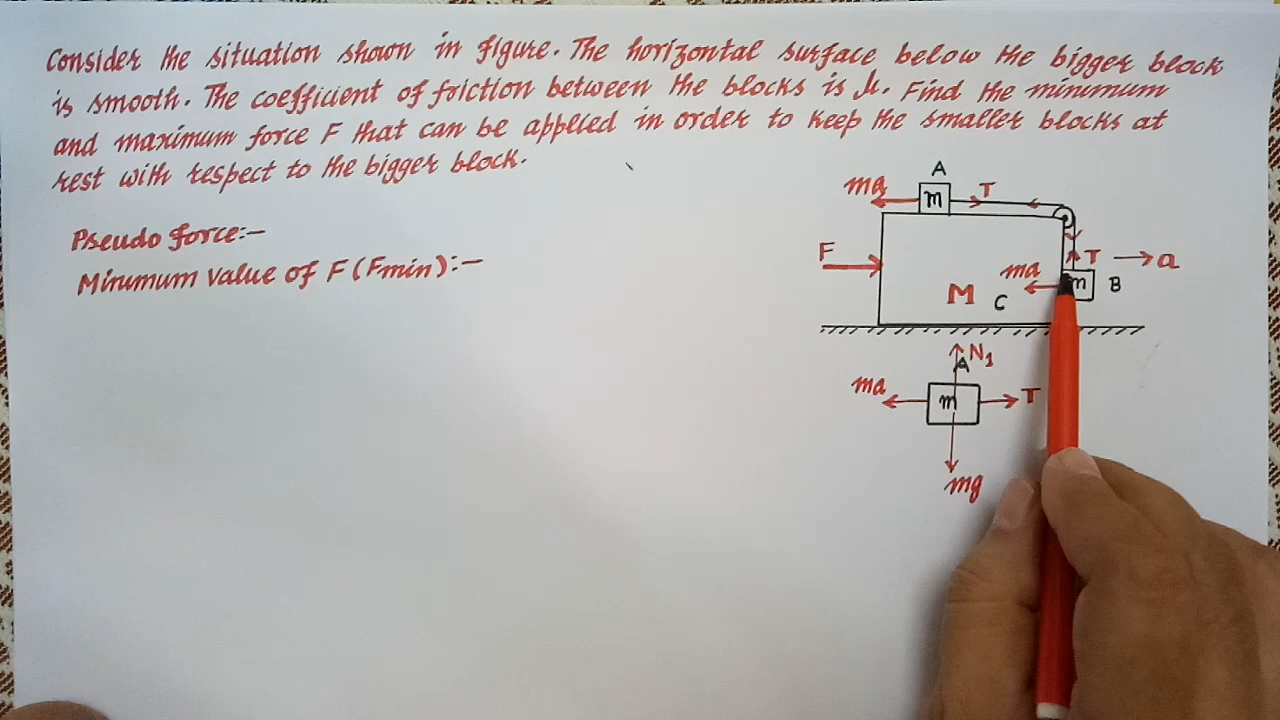 Consider the situation shown in figure. The horizontal surface below the bigger block
is smooth. The coefficient of friction between the blocks is μ. Find the minimum
and maximum force F that can be applied in order to keep the smaller blocks at
rest with respect to the bigger block.
Pseudo force:-
Minimum value of F (Fmin):-
A
ma m T
F
T a
ma m B
M C
N1
A
ma m T
mg